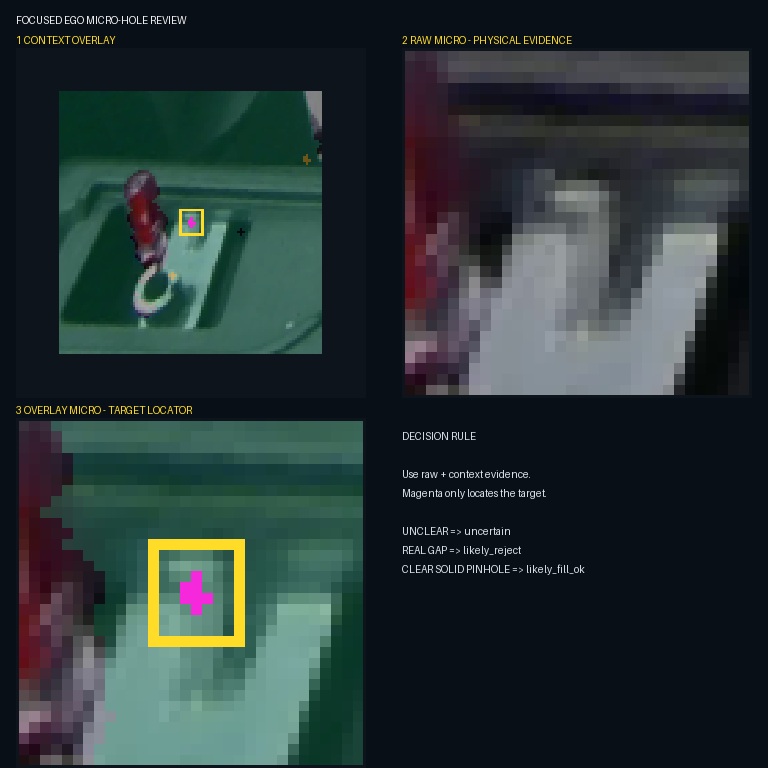 FOCUSED EGO MICRO-HOLE REVIEW
1 CONTEXT OVERLAY
2 RAW MICRO - PHYSICAL EVIDENCE
3 OVERLAY MICRO - TARGET LOCATOR
DECISION RULE
Use raw + context evidence.
Magenta only locates the target.
UNCLEAR => uncertain
REAL GAP => likely_reject
CLEAR SOLID PINHOLE => likely_fill_ok